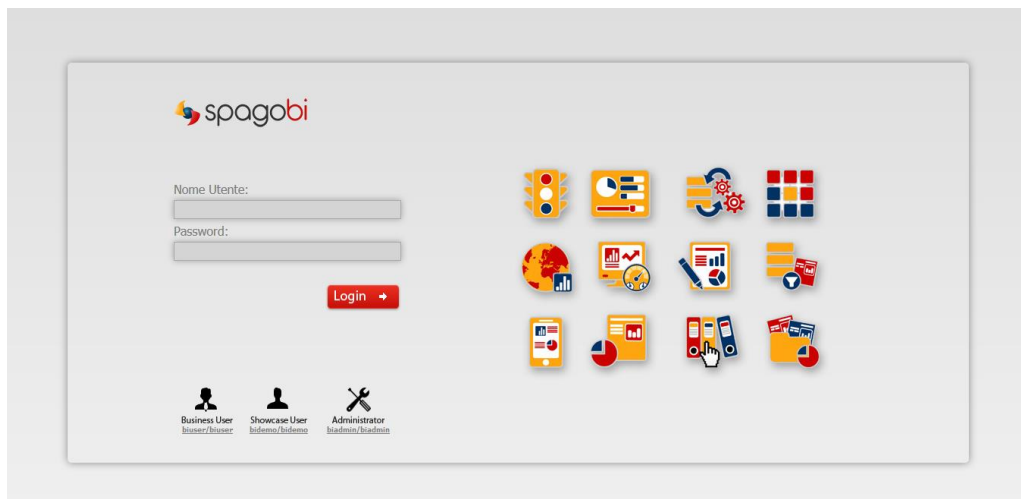 spagobi
Nome Utente:
Password:
Login
Business User
Showcase User
Administrator
biuser/biuser
bidemo/bidemo
biadmin/biadmin